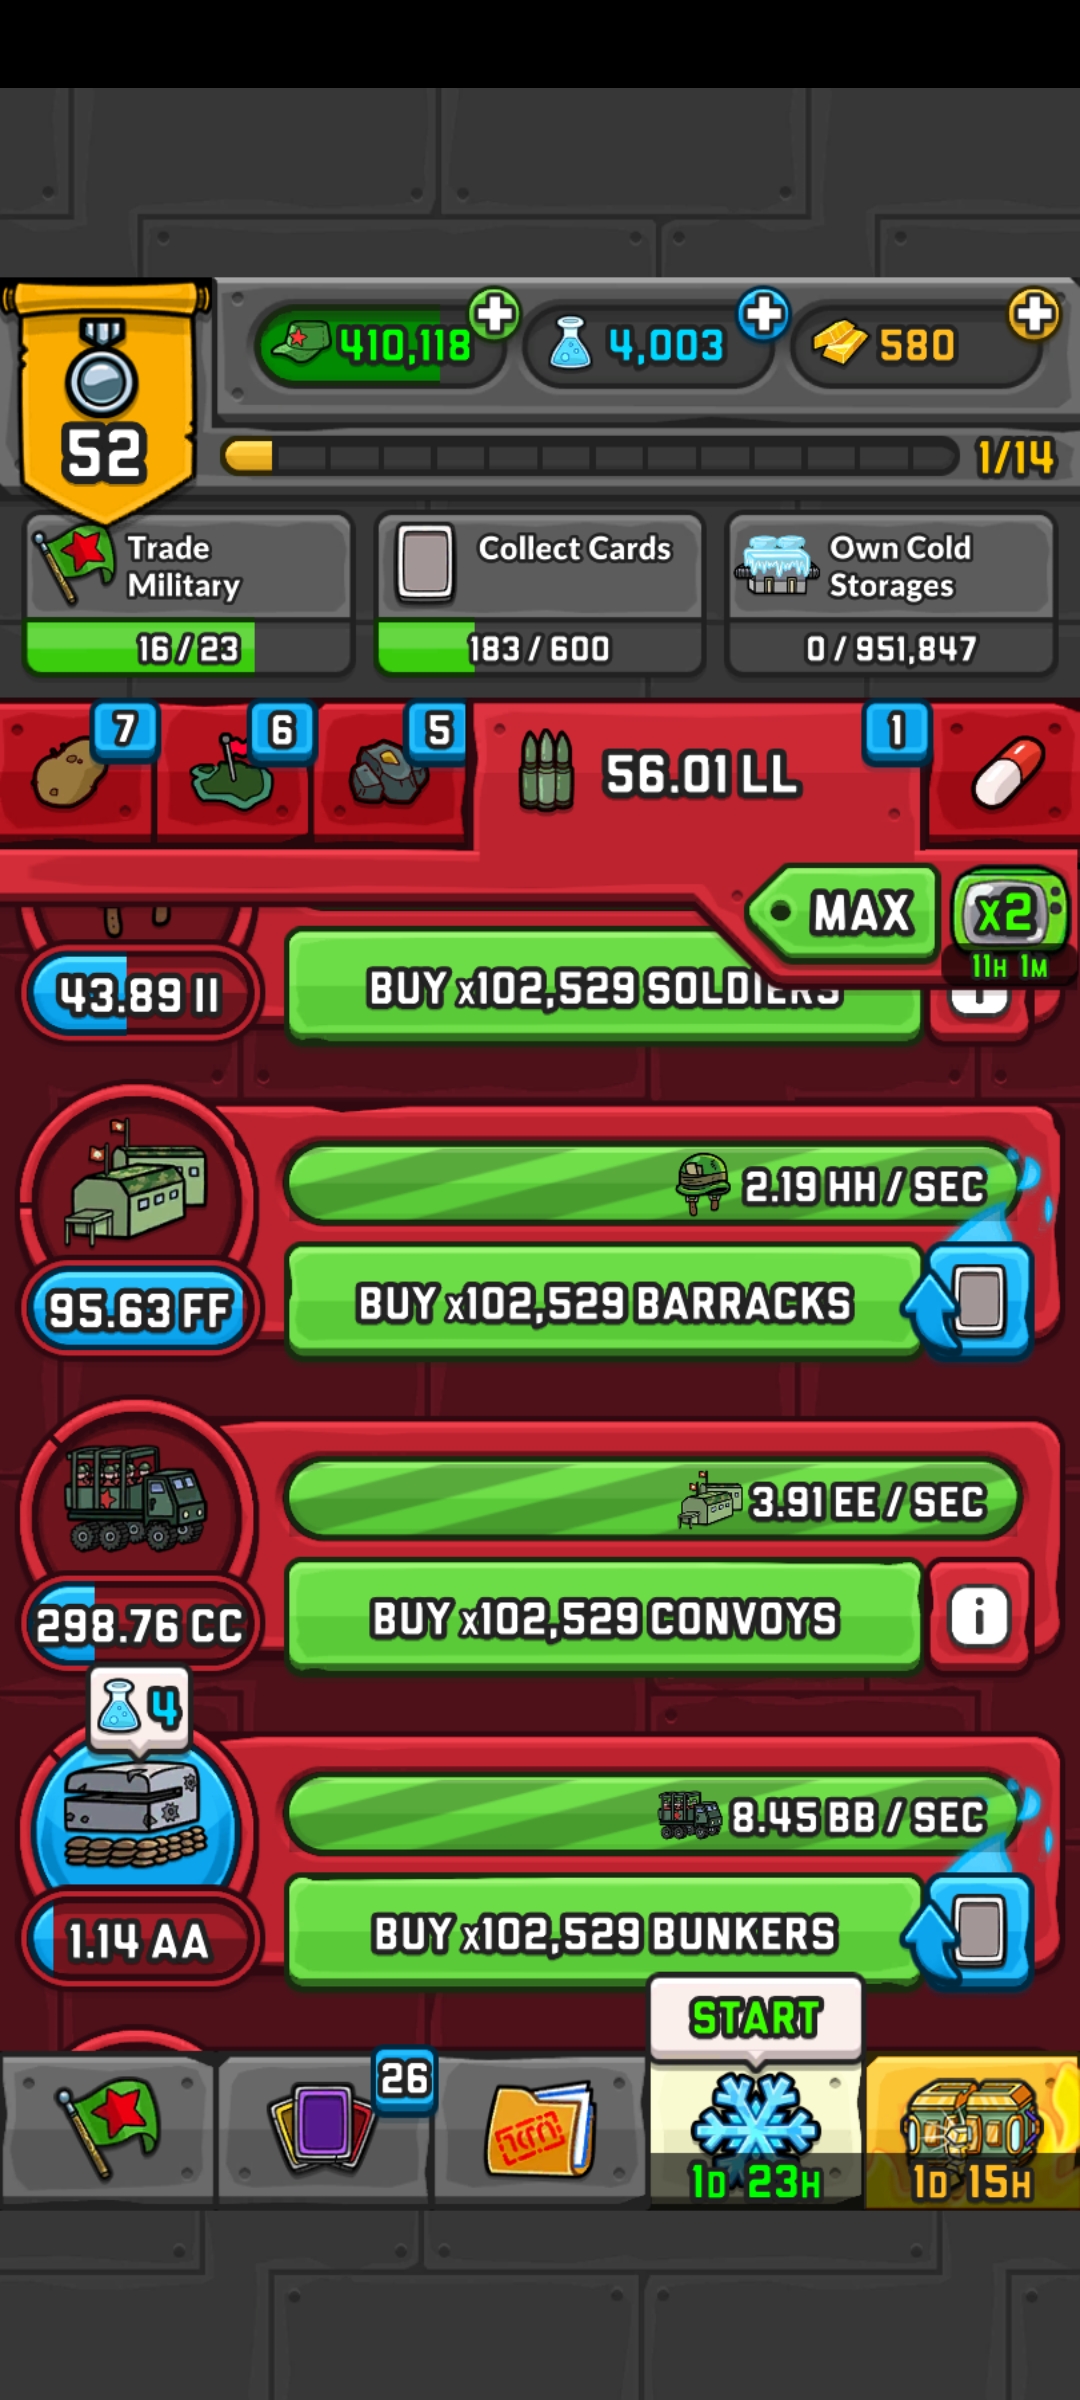 410,118
4,003
580
52
1/14
Trade
Military
16/23
Collect Cards
183/600
Own Cold
Storages
0/951,847
7
6
5
56.01 LL
1
MAX
x2
11H 1M
43.89 II
BUY x102,529 SOLDIERS
2.19 HH / SEC
95.63 FF
BUY x102,529 BARRACKS
3.91 EE / SEC
298.76 CC
BUY x102,529 CONVOYS
i
4
8.45 BB / SEC
1.14 AA
BUY x102,529 BUNKERS
START
26
1D 23H
1D 15H